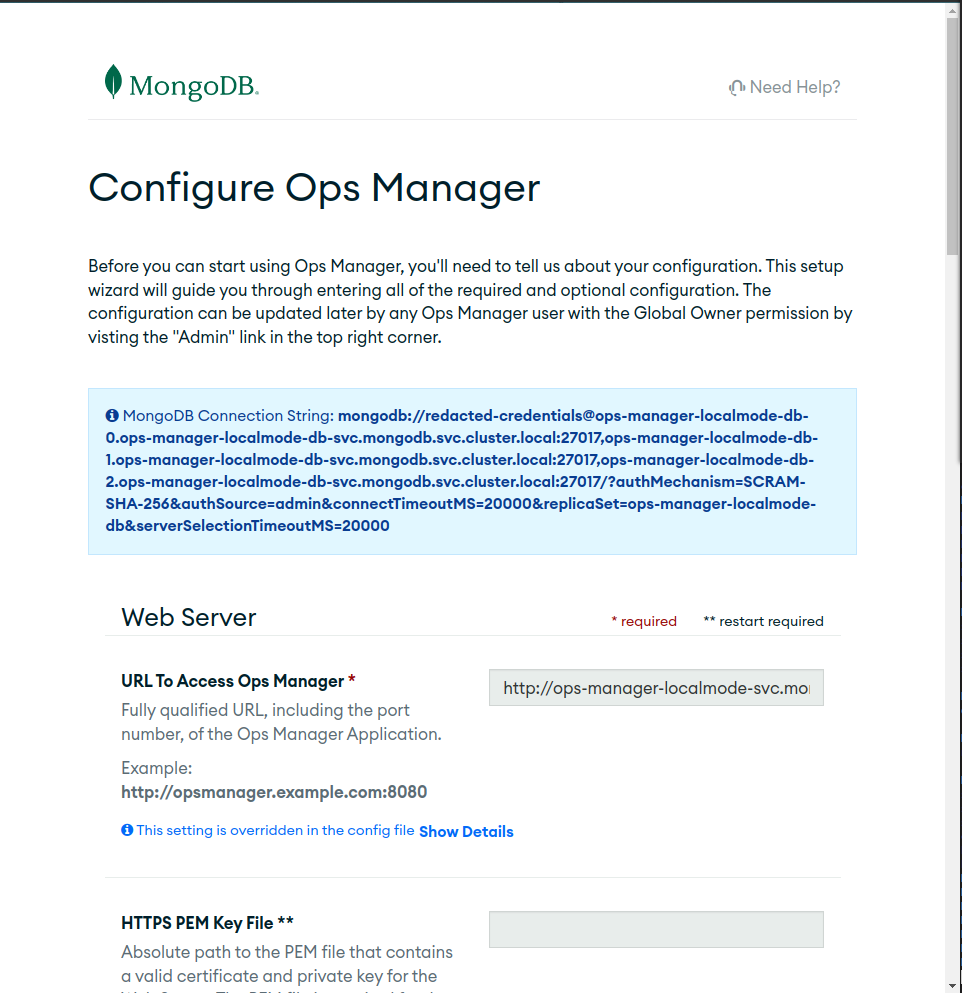 MongoDB.
Need Help?
Configure Ops Manager
Before you can start using Ops Manager, you'll need to tell us about your configuration. This setup
wizard will guide you through entering all of the required and optional configuration. The
configuration can be updated later by any Ops Manager user with the Global Owner permission by
visting the "Admin" link in the top right corner.
MongoDB Connection String: mongodb://redacted-credentials@ops-manager-localmode-db-
0.ops-manager-localmode-db-svc.mongodb.svc.cluster.local:27017,ops-manager-localmode-db-
1.ops-manager-localmode-db-svc.mongodb.svc.cluster.local:27017,ops-manager-localmode-db-
2.ops-manager-localmode-db-svc.mongodb.svc.cluster.local:27017/?authMechanism=SCRAM-
SHA-256&authSource=admin&connectTimeoutMS=20000&replicaSet=ops-manager-localmode-
db&serverSelectionTimeoutMS=20000
Web Server
* required ** restart required
URL To Access Ops Manager *
http://ops-manager-localmode-svc.mo
Fully qualified URL, including the port
number, of the Ops Manager Application.
Example:
http://opsmanager.example.com:8080
This setting is overridden in the config file Show Details
HTTPS PEM Key File **
Absolute path to the PEM file that contains
a valid certificate and private key for the